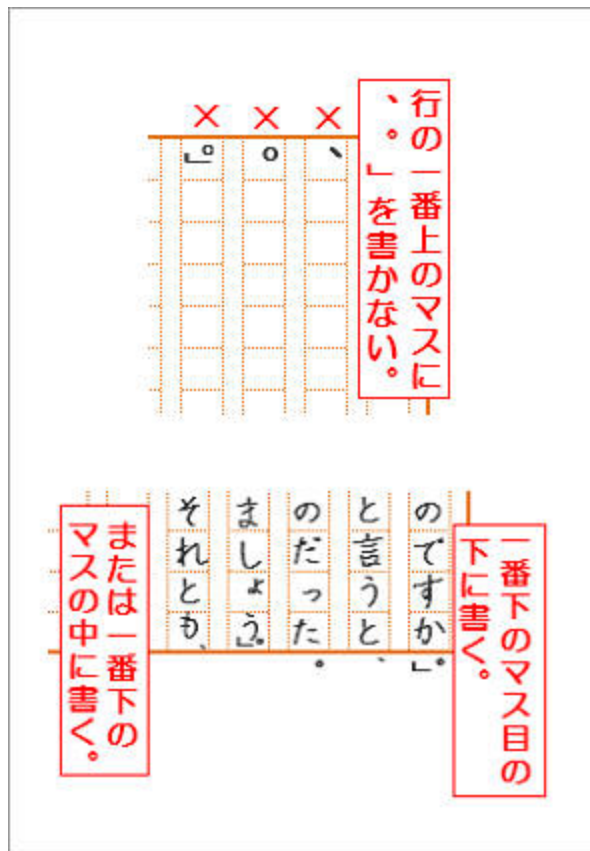 行の一番上のマスに
、。」を書かない。
× × ×
、
。
。」
一番下のマス目の
下に書く。
のですか。」
と言うと、
のだった。
ましょう。」
それとも、
または一番下の
マスの中に書く。